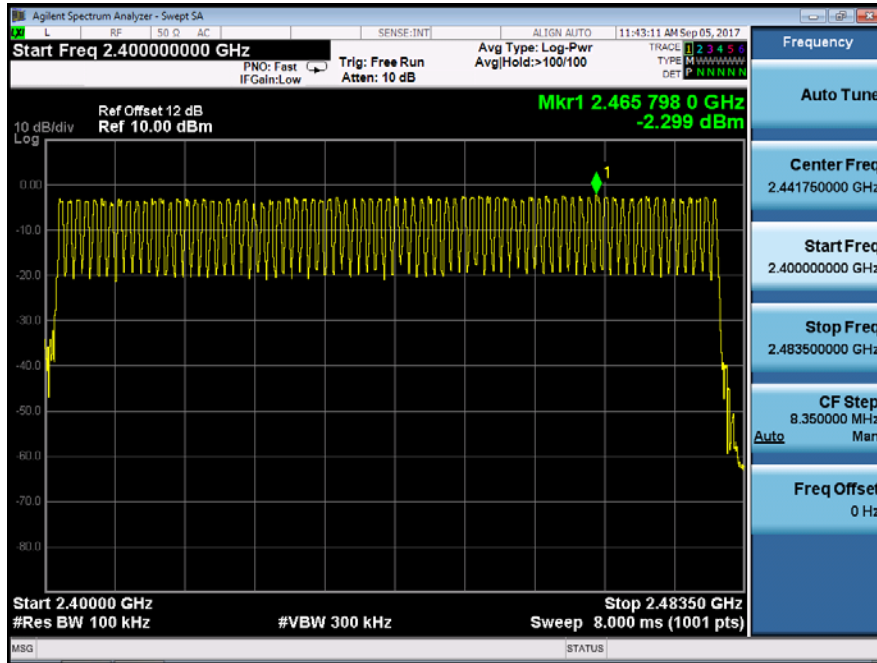 Agilent Spectrum Analyzer - Swept SA
L RF 50 Ω AC SENSE:INT ALIGN AUTO 11:43:11 AM Sep 05, 2017
Start Freq 2.400000000 GHz
PNO: Fast
IFGain:Low
Trig: Free Run
Atten: 10 dB
Avg Type: Log-Pwr
Avg|Hold:>100/100
TRACE 1 2 3 4 5 6
TYPE M
DET P N N N N N
Ref Offset 12 dB
Ref 10.00 dBm
10 dB/div
Log
Mkr1 2.465 798 0 GHz
-2.299 dBm
1
0.00
-10.0
-20.0
-30.0
-40.0
-50.0
-60.0
-70.0
-80.0
Start 2.40000 GHz
#Res BW 100 kHz
#VBW 300 kHz
Stop 2.48350 GHz
Sweep 8.000 ms (1001 pts)
MSG
STATUS
Frequency
Auto Tune
Center Freq
2.441750000 GHz
Start Freq
2.400000000 GHz
Stop Freq
2.483500000 GHz
CF Step
8.350000 MHz
Auto Man
Freq Offset
0 Hz